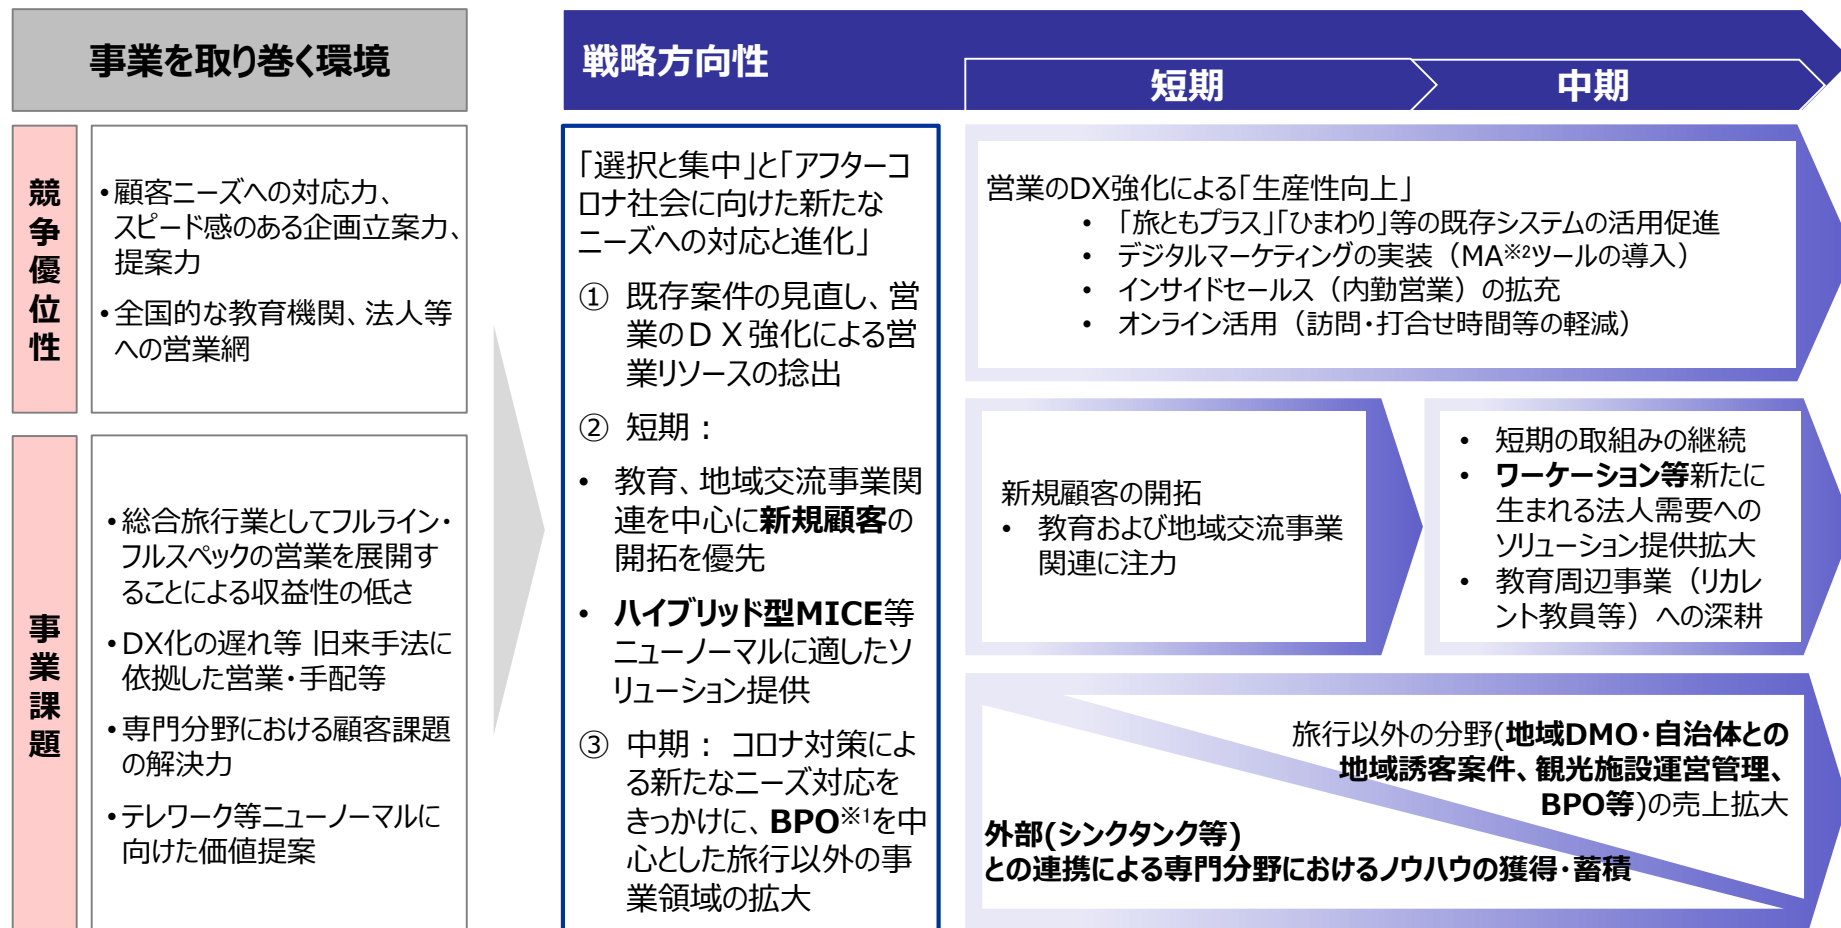 事業を取り巻く環境
戦略方向性
短期
中期
競争優位性
•顧客ニーズへの対応力、
スピード感のある企画立案力、
提案力
•全国的な教育機関、法人等
への営業網
事業課題
•総合旅行業としてフルライン・
フルスペックの営業を展開す
ることによる収益性の低さ
•DX化の遅れ等 旧来手法に
依拠した営業・手配等
•専門分野における顧客課題
の解決力
•テレワーク等ニューノーマルに
向けた価値提案
「選択と集中」と「アフターコ
ロナ社会に向けた新たな
ニーズへの対応と進化」
① 既存案件の見直し、営
業のＤＸ強化による営
業リソースの捻出
② 短期：
• 教育、地域交流事業関
連を中心に新規顧客の
開拓を優先
• ハイブリッド型MICE等
ニューノーマルに適したソ
リューション提供
③ 中期： コロナ対策によ
る新たなニーズ対応を
きっかけに、BPO※1を中
心とした旅行以外の事
業領域の拡大
営業のDX強化による「生産性向上」
• 「旅ともプラス」「ひまわり」等の既存システムの活用促進
• デジタルマーケティングの実装（MA※2ツールの導入）
• インサイドセールス（内勤営業）の拡充
• オンライン活用（訪問・打合せ時間等の軽減）
新規顧客の開拓
• 教育および地域交流事業
関連に注力
• 短期の取組みの継続
• ワーケーション等新たに
生まれる法人需要への
ソリューション提供拡大
• 教育周辺事業（リカレ
ント教員等）への深耕
旅行以外の分野(地域DMO・自治体との
地域誘客案件、観光施設運営管理、
BPO等)の売上拡大
外部(シンクタンク等)
との連携による専門分野におけるノウハウの獲得・蓄積